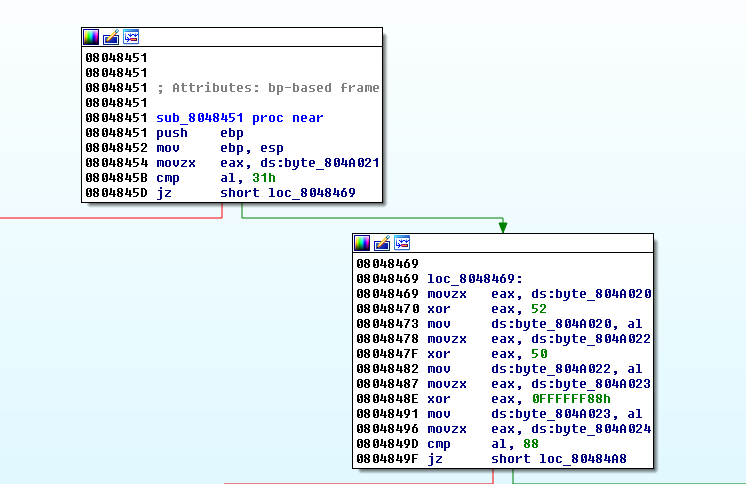 08048451
08048451
08048451 ; Attributes: bp-based frame
08048451
08048451 sub_8048451 proc near
08048451 push ebp
08048452 mov ebp, esp
08048454 movzx eax, ds:byte_804A021
0804845B cmp al, 31h
0804845D jz short loc_8048469
08048469
08048469 loc_8048469:
08048469 movzx eax, ds:byte_804A020
08048470 xor eax, 52
08048473 mov ds:byte_804A020, al
08048478 movzx eax, ds:byte_804A022
0804847F xor eax, 50
08048482 mov ds:byte_804A022, al
08048487 movzx eax, ds:byte_804A023
0804848E xor eax, 0FFFFFF88h
08048491 mov ds:byte_804A023, al
08048496 movzx eax, ds:byte_804A024
0804849D cmp al, 88
0804849F jz short loc_80484A8